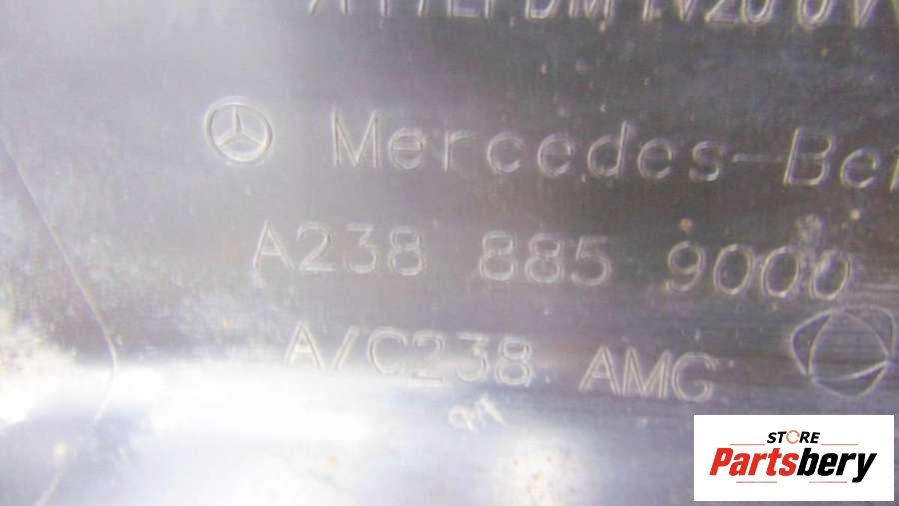 Mercedes-Be
A238 885 9000
A/C238 AMG
STORE
Partsbery